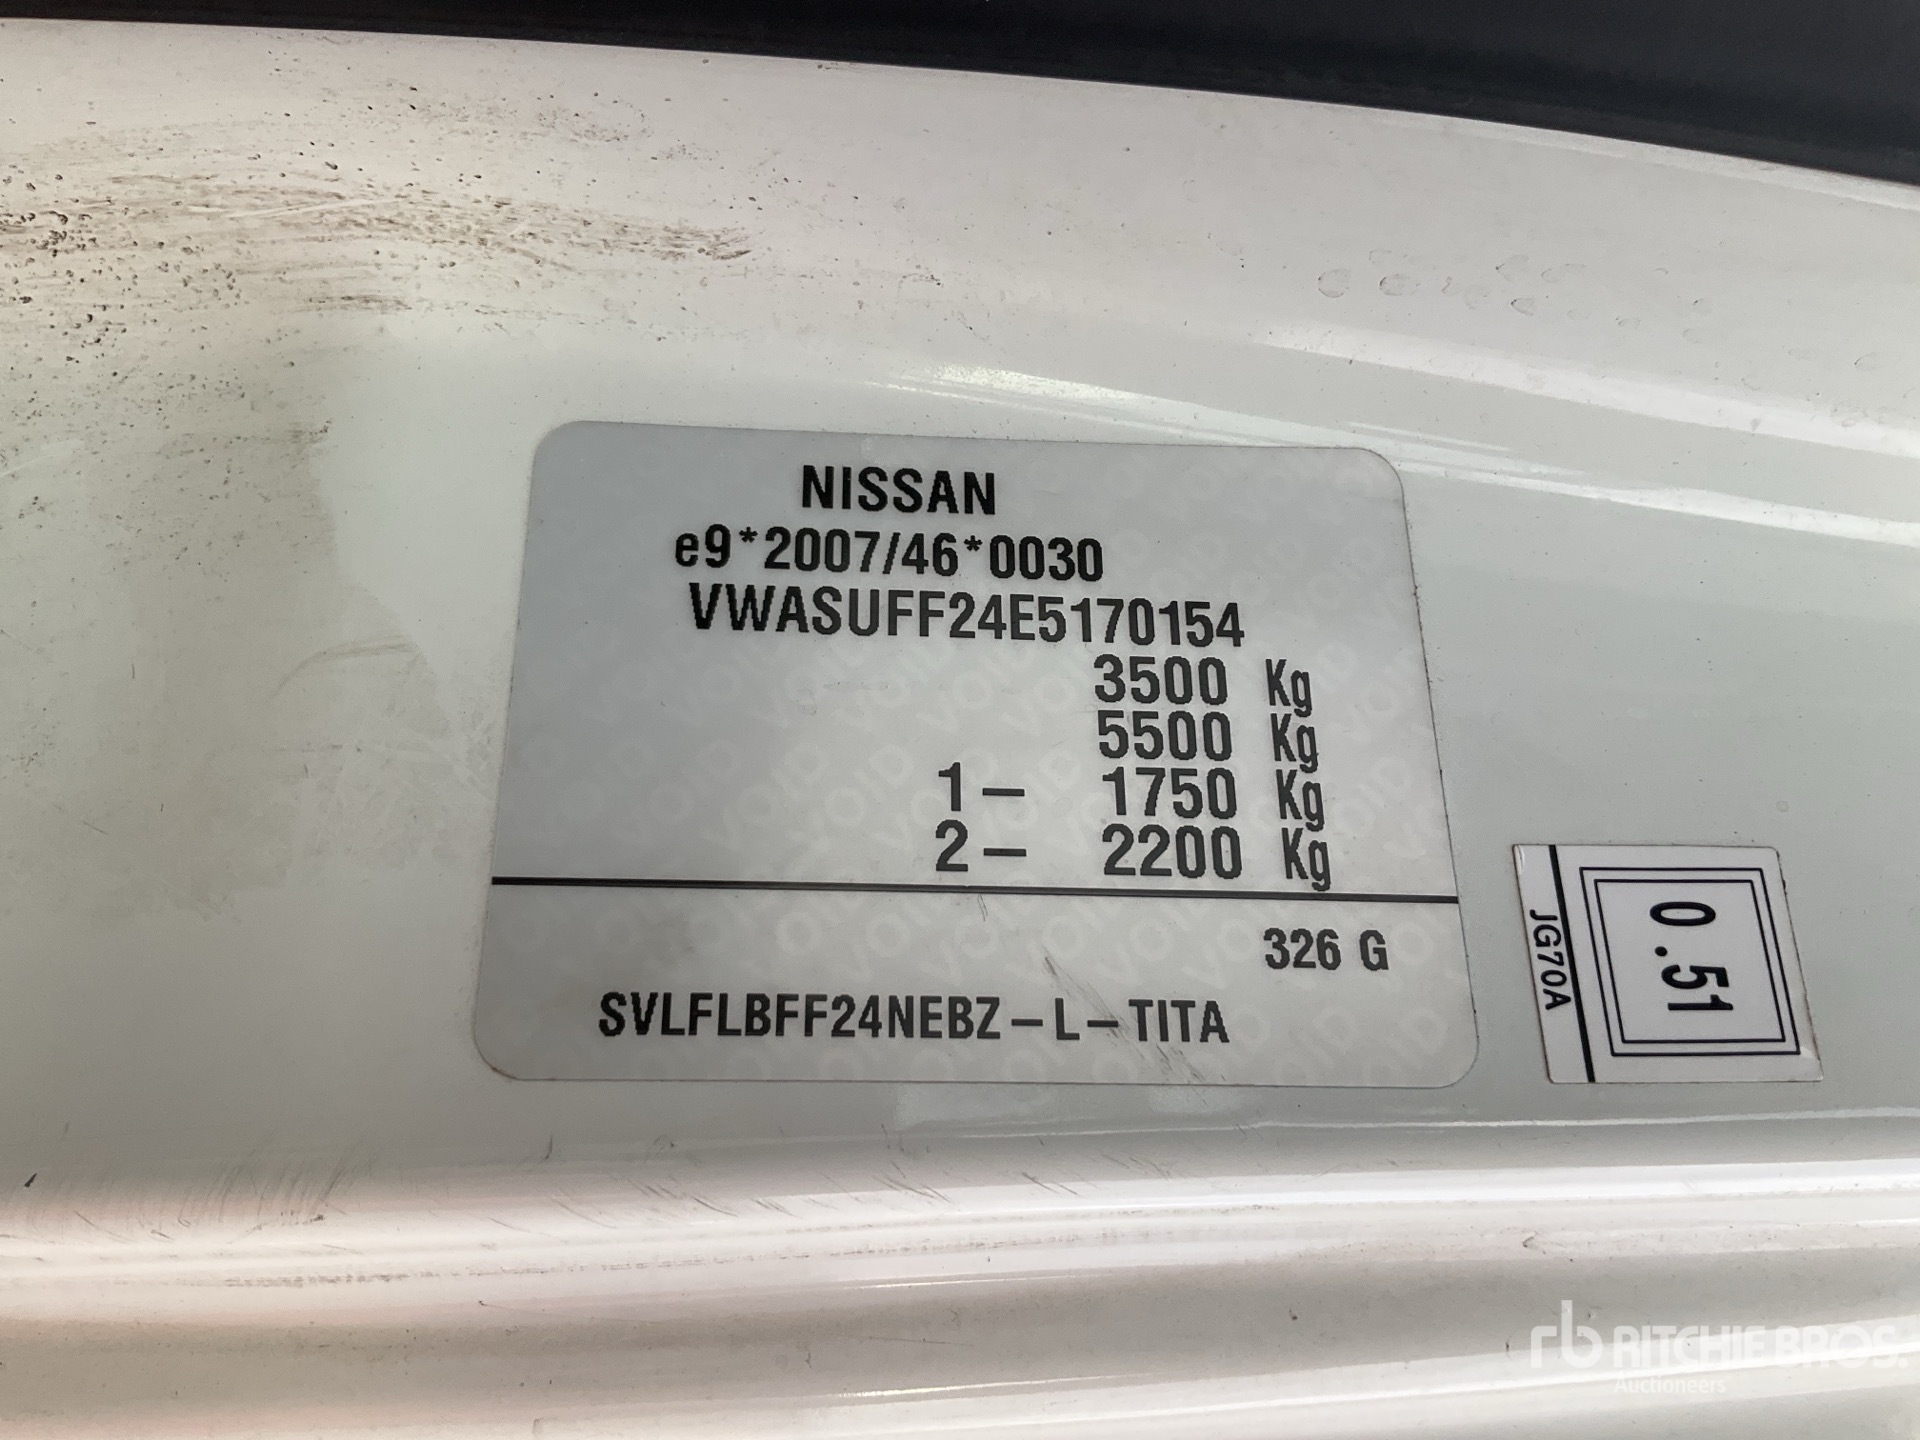 NISSAN
e9*2007/46*0030
VWASUFF24E5170154
3500 Kg
5500 Kg
1- 1750 Kg
2- 2200 Kg
326 G
SVLFLBFF24NEBZ-L-TITA
0.51
JG70A
rb RITCHIE BROS.
Auctioneers